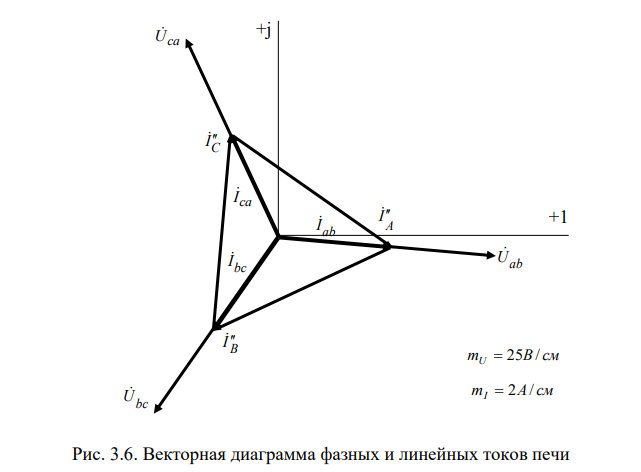 +j
U̇ca
İ″C
İca
İ″A
+1
İab
İbc
U̇ab
İ″B
mU = 25В/см
mI = 2А/см
U̇bc
Рис. 3.6. Векторная диаграмма фазных и линейных токов печи